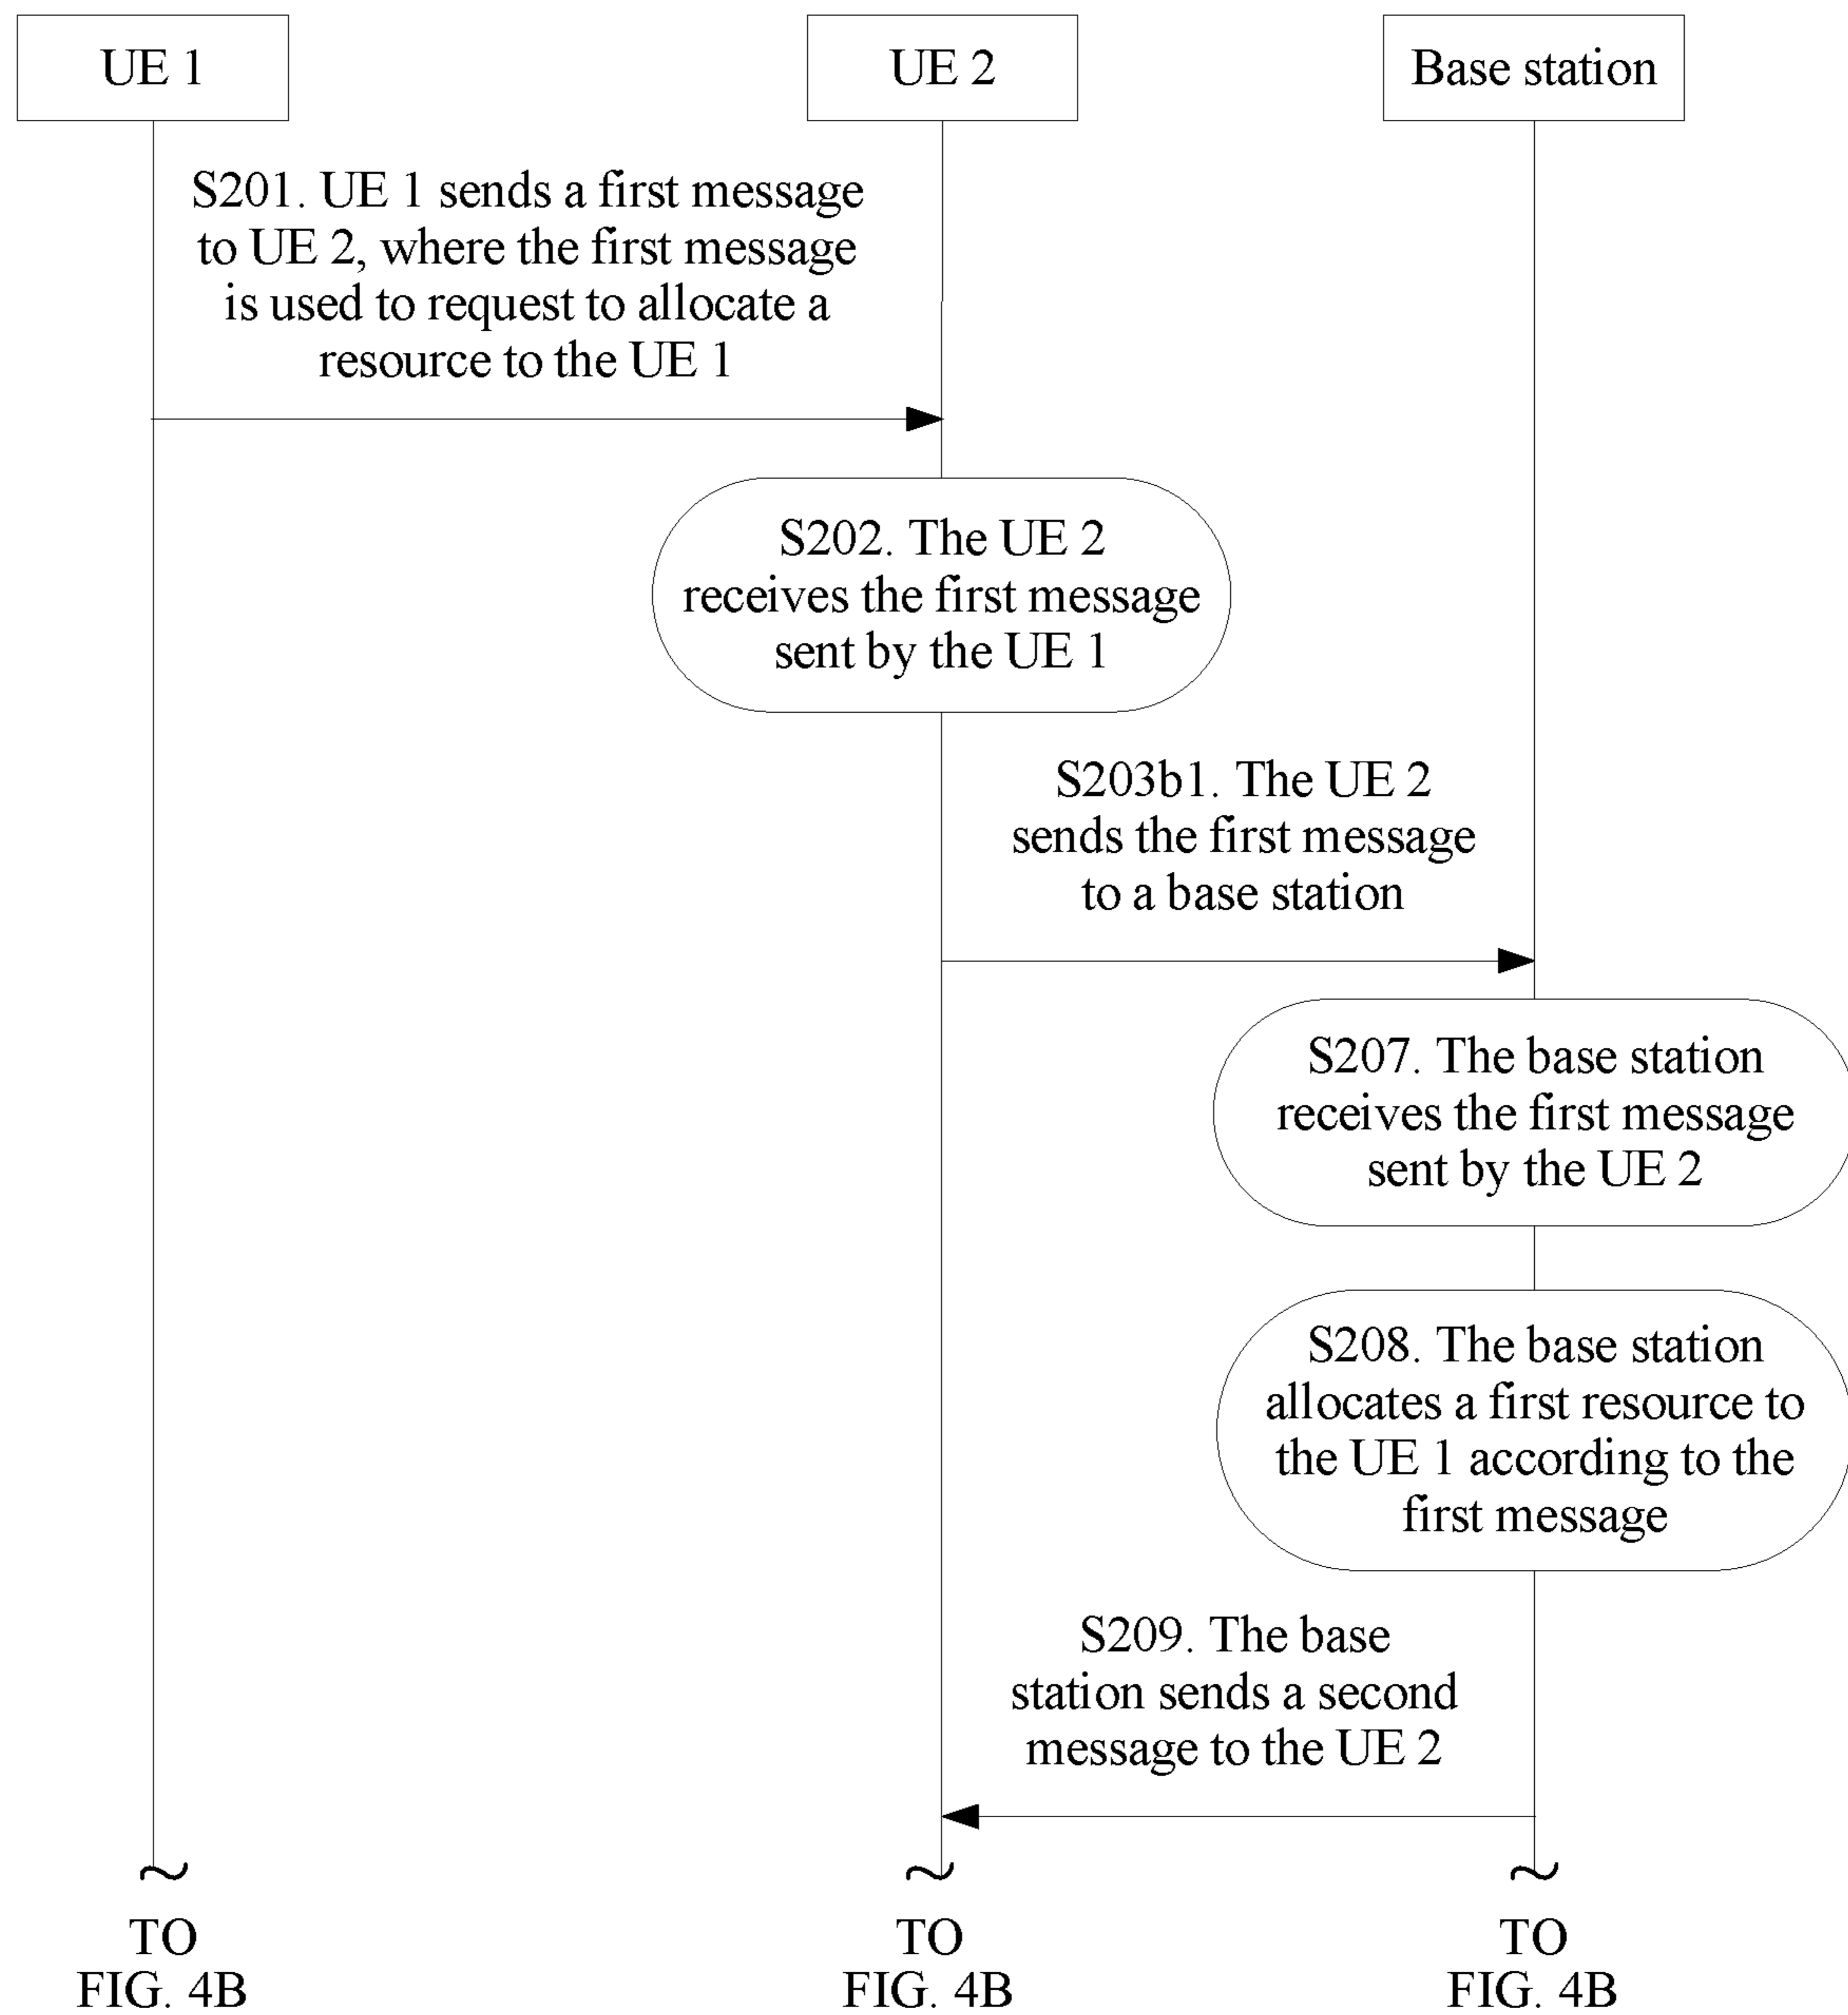 UE 1
UE 2
Base station
S201. UE 1 sends a first message
to UE 2, where the first message
is used to request to allocate a
resource to the UE 1
S202. The UE 2
receives the first message
sent by the UE 1
S203b1. The UE 2
sends the first message
to a base station
S207. The base station
receives the first message
sent by the UE 2
S208. The base station
allocates a first resource to
the UE 1 according to the
first message
S209. The base
station sends a second
message to the UE 2
TO
FIG. 4B
TO
FIG. 4B
TO
FIG. 4B